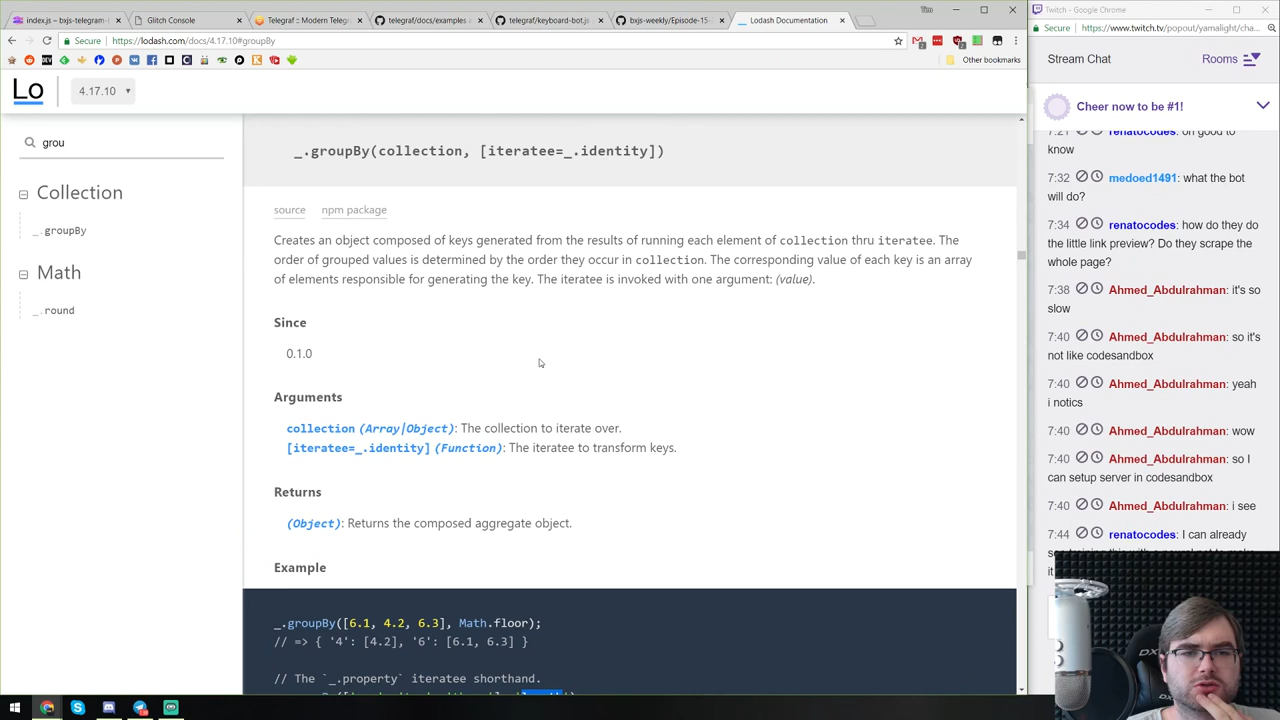 index.js – bxjs-telegram-
Glitch Console
Telegraf :: Modern Teleg
telegraf/docs/examples
telegraf/keyboard-bot.js
bxjs-weekly/Episode-15
Lodash Documentation
Tim
Secure
https://lodash.com/docs/4.17.10#groupBy
Other bookmarks
Lo
4.17.10
grou
Collection
_.groupBy
Math
_.round
_.groupBy(collection, [iteratee=_.identity])
source
npm package
Creates an object composed of keys generated from the results of running each element of collection thru iteratee. The
order of grouped values is determined by the order they occur in collection. The corresponding value of each key is an array
of elements responsible for generating the key. The iteratee is invoked with one argument: (value).
Since
0.1.0
Arguments
collection (Array|Object): The collection to iterate over.
[iteratee=_.identity] (Function): The iteratee to transform keys.
Returns
(Object): Returns the composed aggregate object.
Example
_.groupBy([6.1, 4.2, 6.3], Math.floor);
// => { '4': [4.2], '6': [6.1, 6.3] }
// The `_.property` iteratee shorthand.
Twitch - Google Chrome
Secure
https://www.twitch.tv/popout/yamalight/cha...
Stream Chat
Rooms
Cheer now to be #1!
7:21 renatocodes: oh good to
know
7:32 medoed1491: what the bot
will do?
7:34 renatocodes: how do they do
the little link preview? Do they scrape the
whole page?
7:38 Ahmed_Abdulrahman: it's so
slow
7:40 Ahmed_Abdulrahman: so it's
not like codesandbox
7:40 Ahmed_Abdulrahman: yeah
i notics
7:40 Ahmed_Abdulrahman: wow
7:40 Ahmed_Abdulrahman: so I
can setup server in codesandbox
7:40 Ahmed_Abdulrahman: i see
7:44 renatocodes: I can already